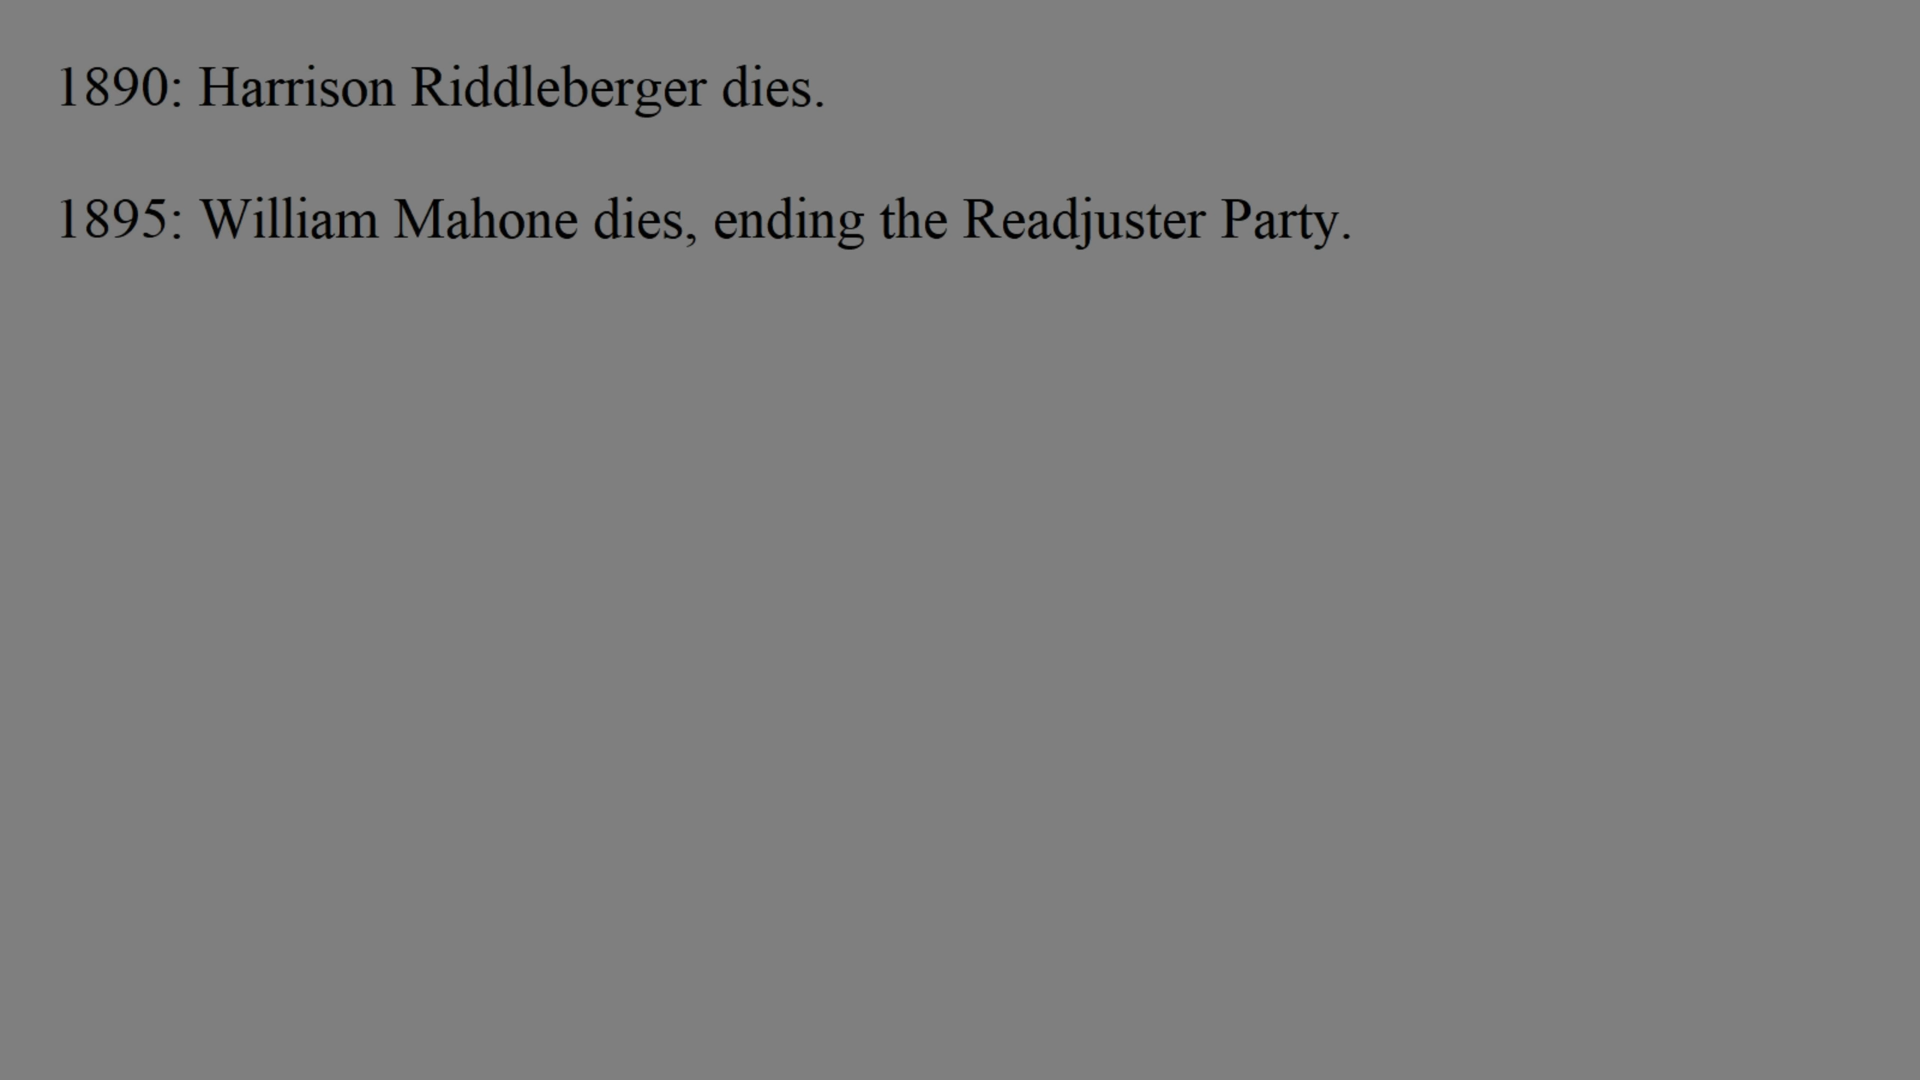 1890: Harrison Riddleberger dies.
1895: William Mahone dies, ending the Readjuster Party.